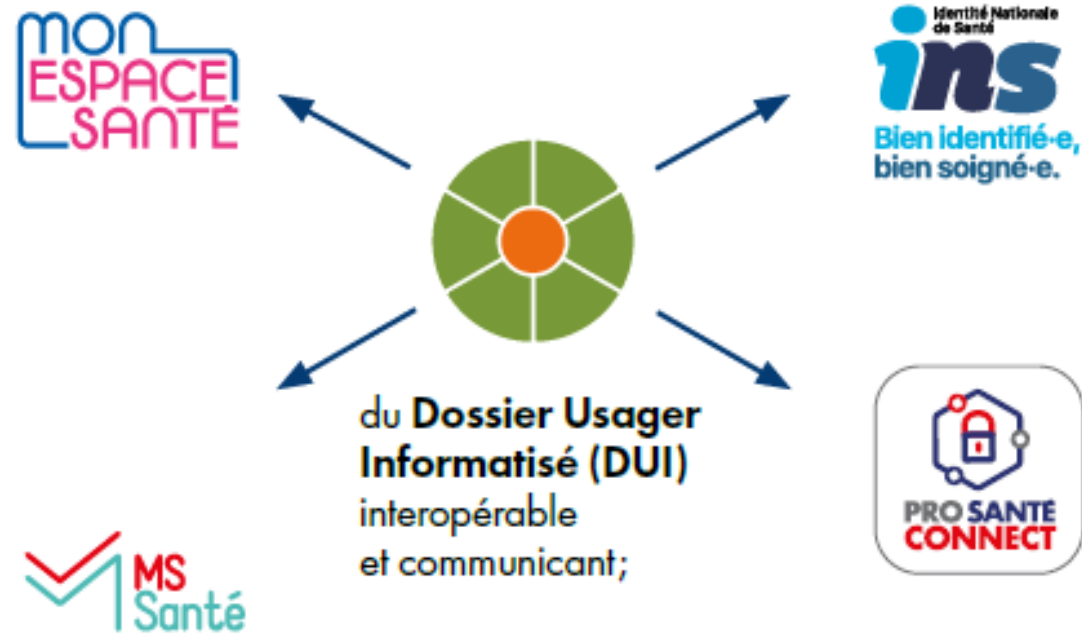 mon
ESPACE
SANTÉ
Identité Nationale
de Santé
ins
Bien identifié·e,
bien soigné·e.
du Dossier Usager
Informatisé (DUI)
interopérable
et communicant;
PRO SANTÉ
CONNECT
MS
Santé